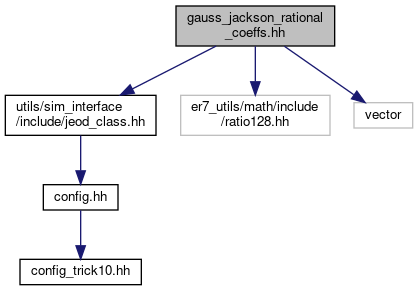 gauss_jackson_rational
_coeffs.hh
utils/sim_interface
/include/jeod_class.hh
er7_utils/math/include
/ratio128.hh
vector
config.hh
config_trick10.hh